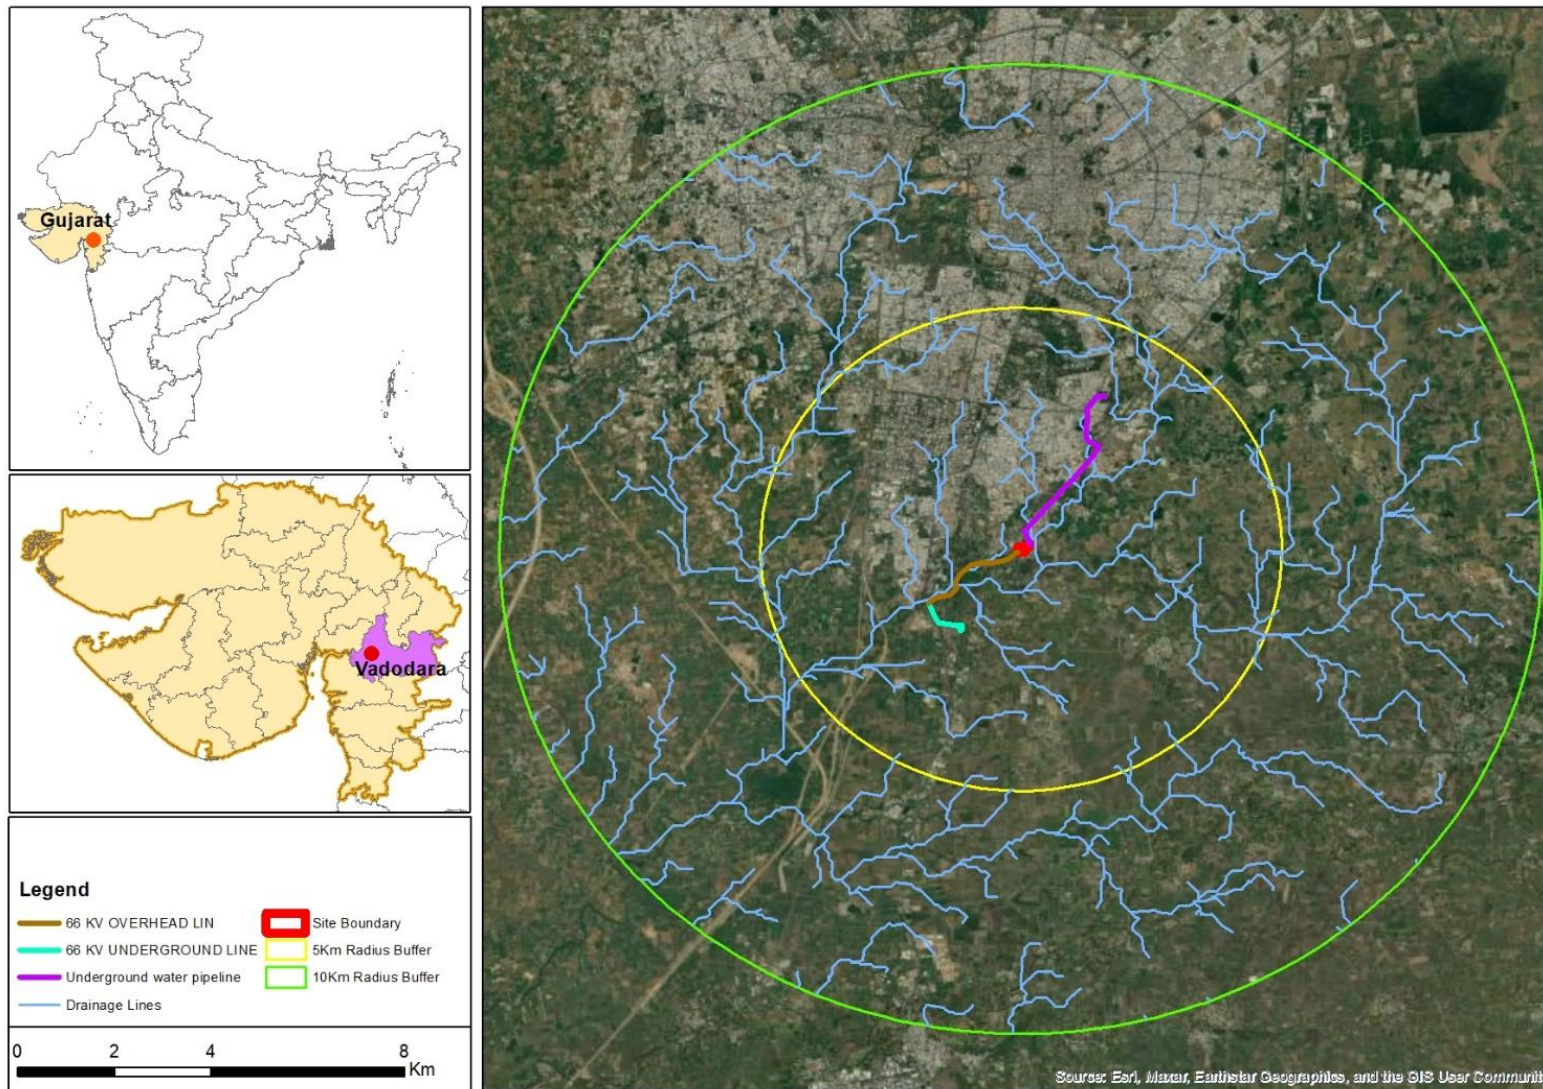 Gujarat
Vadodara
Legend
66 KV OVERHEAD LIN
66 KV UNDERGROUND LINE
Underground water pipeline
Drainage Lines
Site Boundary
5Km Radius Buffer
10Km Radius Buffer
0 2 4 8
Km
Source: Esri, Maxar, Earthstar Geographics, and the GIS User Communit